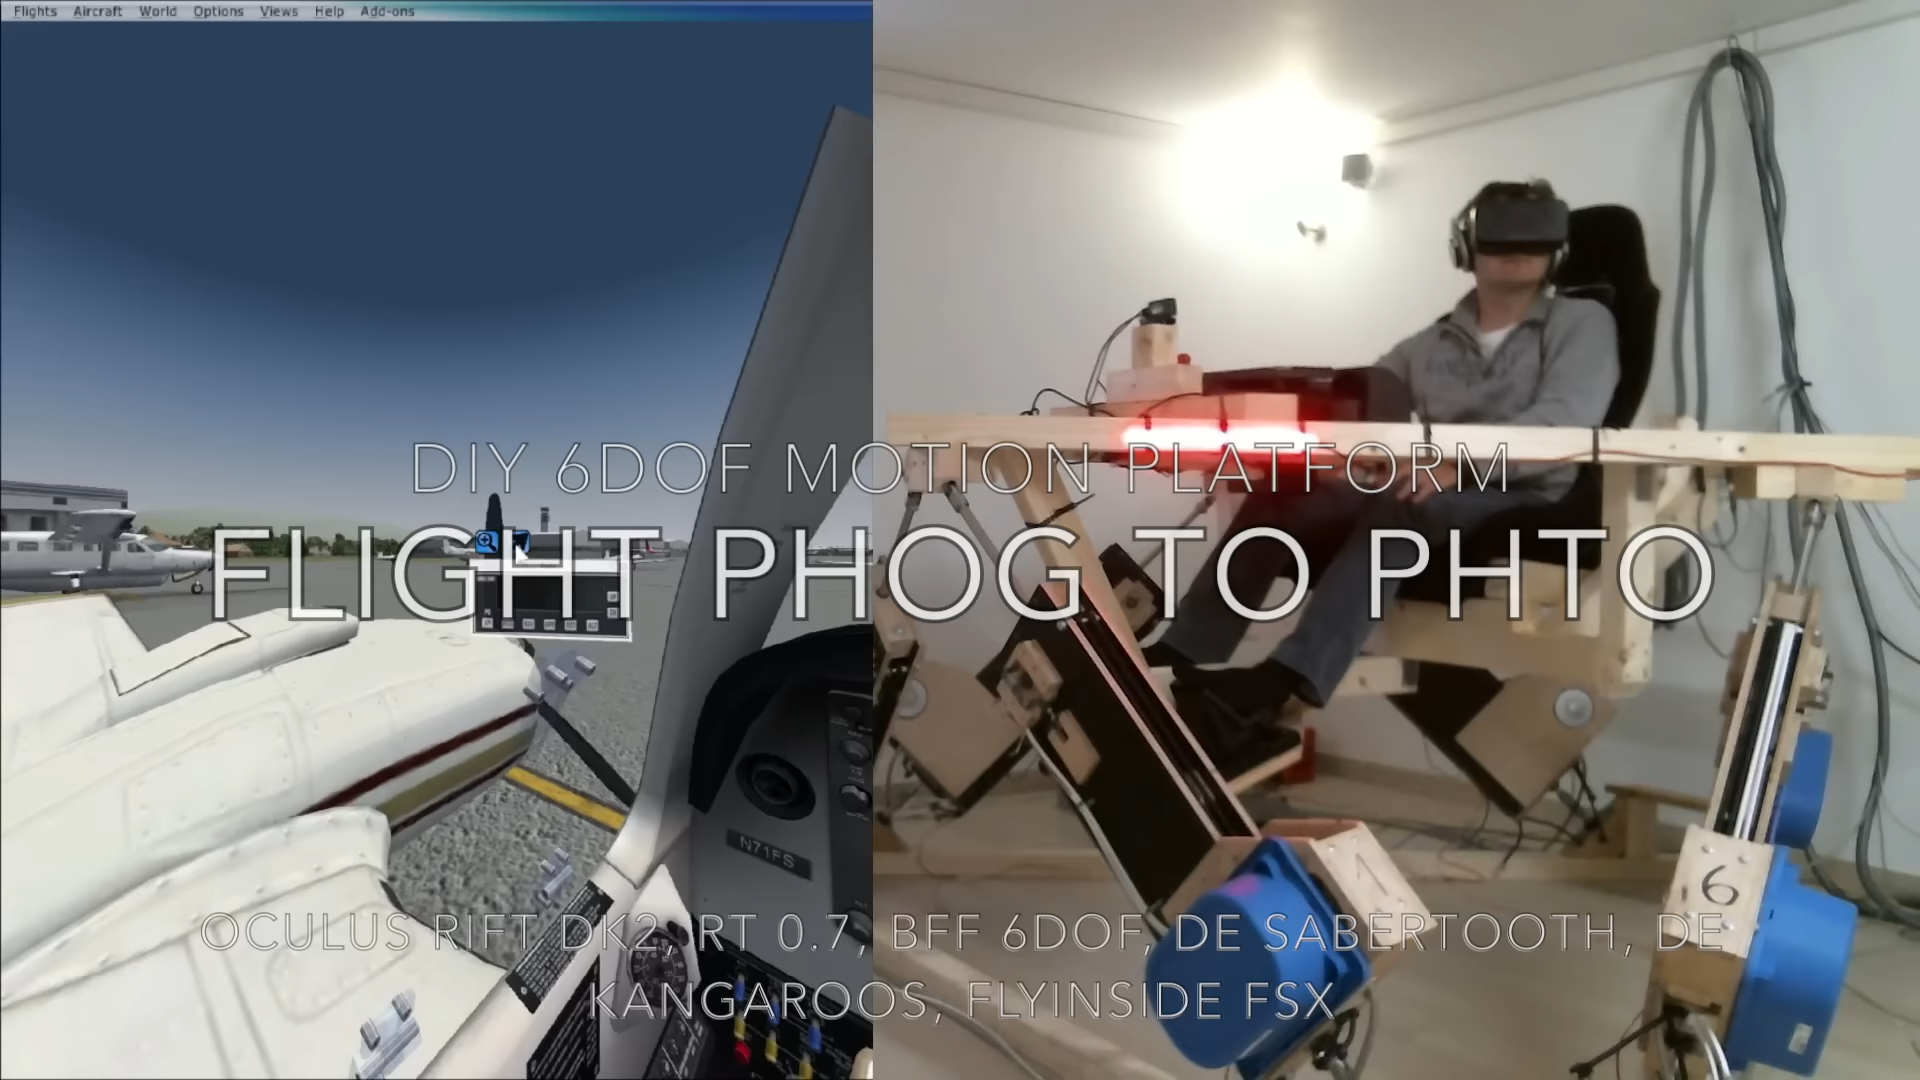 Flights Aircraft World Options Views Help Add-ons
DIY 6DOF MOTION PLATFORM
FLIGHT PHOG TO PHTO
N71FS
1
6
OCULUS RIFT DK2, RT 0.7, BFF 6DOF, DE SABERTOOTH, DE
KANGAROOS, FLYINSIDE FSX